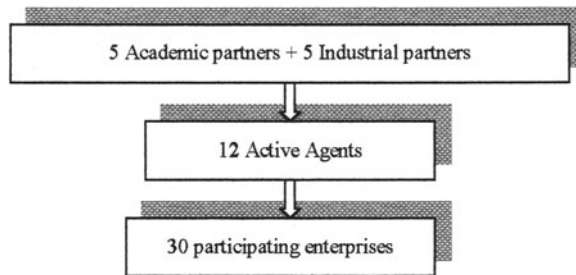 5 Academic partners + 5 Industrial partners
12 Active Agents
30 participating enterprises